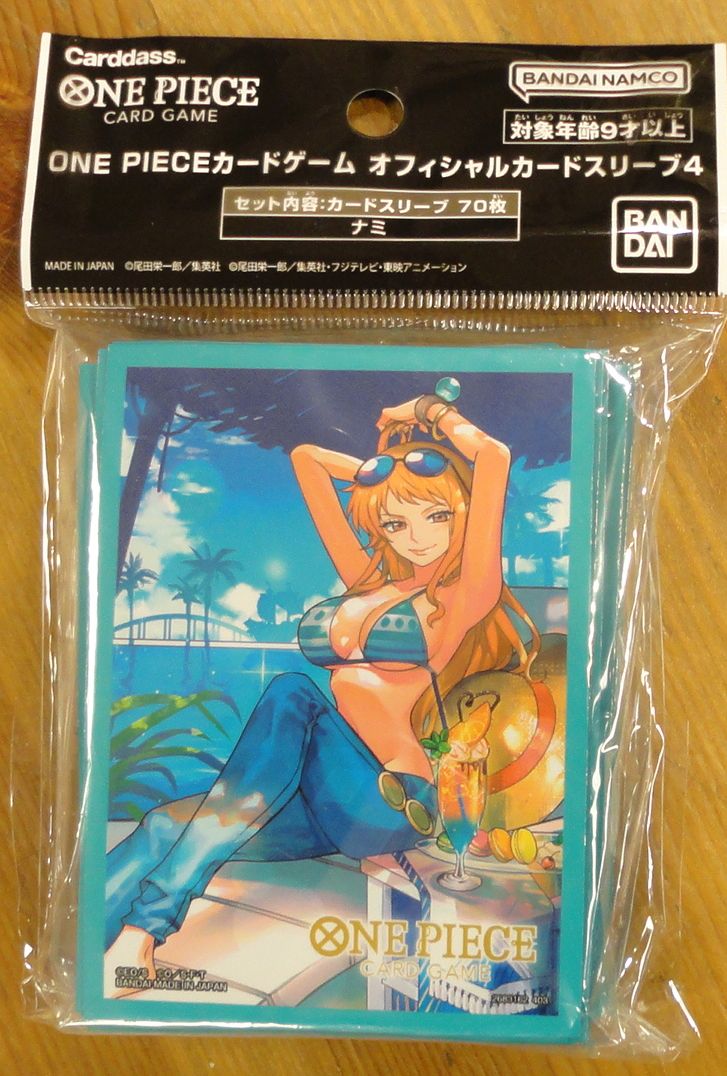 Carddass™
ONE PIECE
CARD GAME
BANDAI NAMCO
対象年齢9才以上
ONE PIECEカードゲーム オフィシャルカードスリーブ4
セット内容:カードスリーブ 70枚
ナミ
BAN
DAI
MADE IN JAPAN ©尾田栄一郎/集英社 ©尾田栄一郎/集英社・フジテレビ・東映アニメーション
ONE PIECE
CARD GAME
©EO/S ©O/S・F・T
BANDAI MADE IN JAPAN